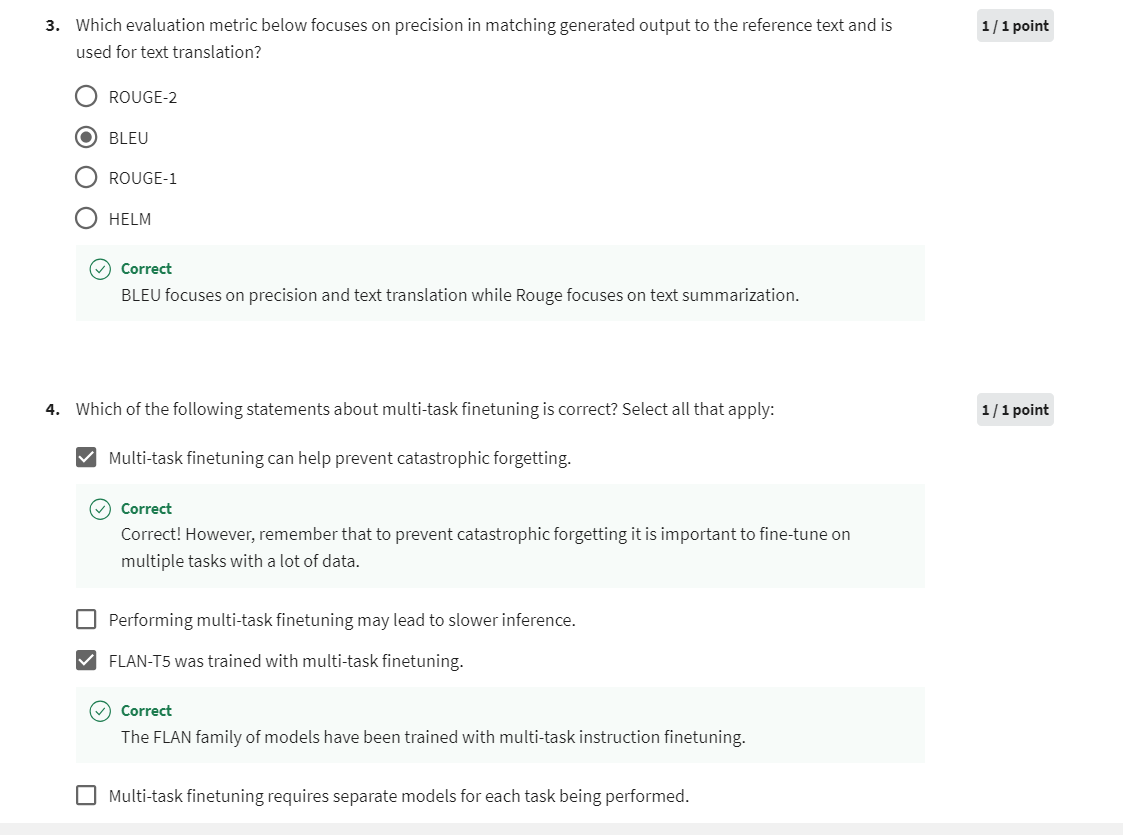 3. Which evaluation metric below focuses on precision in matching generated output to the reference text and is
used for text translation?
1 / 1 point
ROUGE-2
BLEU
ROUGE-1
HELM
Correct
BLEU focuses on precision and text translation while Rouge focuses on text summarization.
4. Which of the following statements about multi-task finetuning is correct? Select all that apply:
1 / 1 point
Multi-task finetuning can help prevent catastrophic forgetting.
Correct
Correct! However, remember that to prevent catastrophic forgetting it is important to fine-tune on
multiple tasks with a lot of data.
Performing multi-task finetuning may lead to slower inference.
FLAN-T5 was trained with multi-task finetuning.
Correct
The FLAN family of models have been trained with multi-task instruction finetuning.
Multi-task finetuning requires separate models for each task being performed.